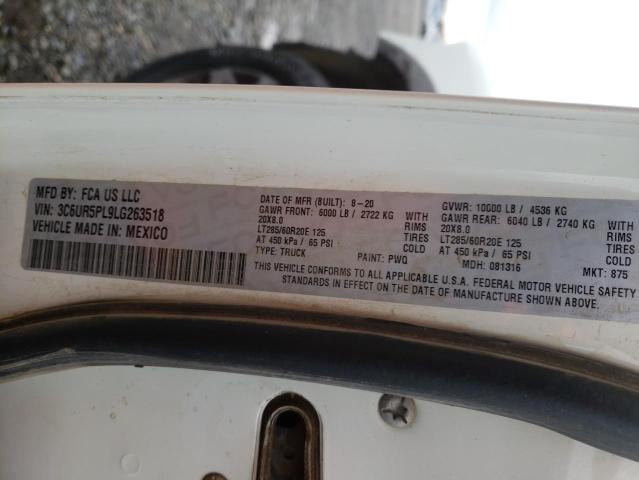 MFD BY: FCA US LLC
VIN: 3C6UR5PL9LG263518
VEHICLE MADE IN: MEXICO
DATE OF MFR (BUILT): 8-20
GAWR FRONT: 6000 LB / 2722 KG WITH
20X8.0 RIMS
LT285/60R20E 125 TIRES
AT 450 kPa / 65 PSI COLD
TYPE: TRUCK PAINT: PWQ
GVWR: 10000 LB / 4536 KG
GAWR REAR: 6040 LB / 2740 KG WITH
20X8.0 RIMS
LT285/60R20E 125 TIRES
AT 450 kPa / 65 PSI COLD
MDH: 081316 MKT: 875
THIS VEHICLE CONFORMS TO ALL APPLICABLE U.S.A. FEDERAL MOTOR VEHICLE SAFETY
STANDARDS IN EFFECT ON THE DATE OF MANUFACTURE SHOWN ABOVE.